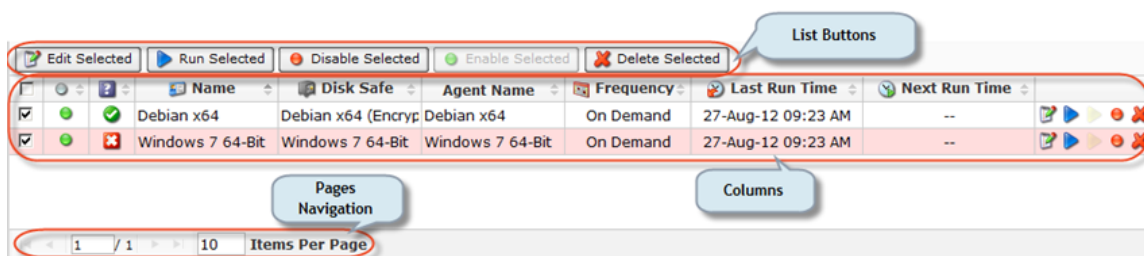 List Buttons
Edit Selected Run Selected Disable Selected Enable Selected Delete Selected
? Name Disk Safe Agent Name Frequency Last Run Time Next Run Time
Debian x64 Debian x64 (Encryp Debian x64 On Demand 27-Aug-12 09:23 AM --
Windows 7 64-Bit Windows 7 64-Bit Windows 7 64-Bit On Demand 27-Aug-12 09:23 AM --
Pages
Navigation
Columns
1 / 1 10 Items Per Page